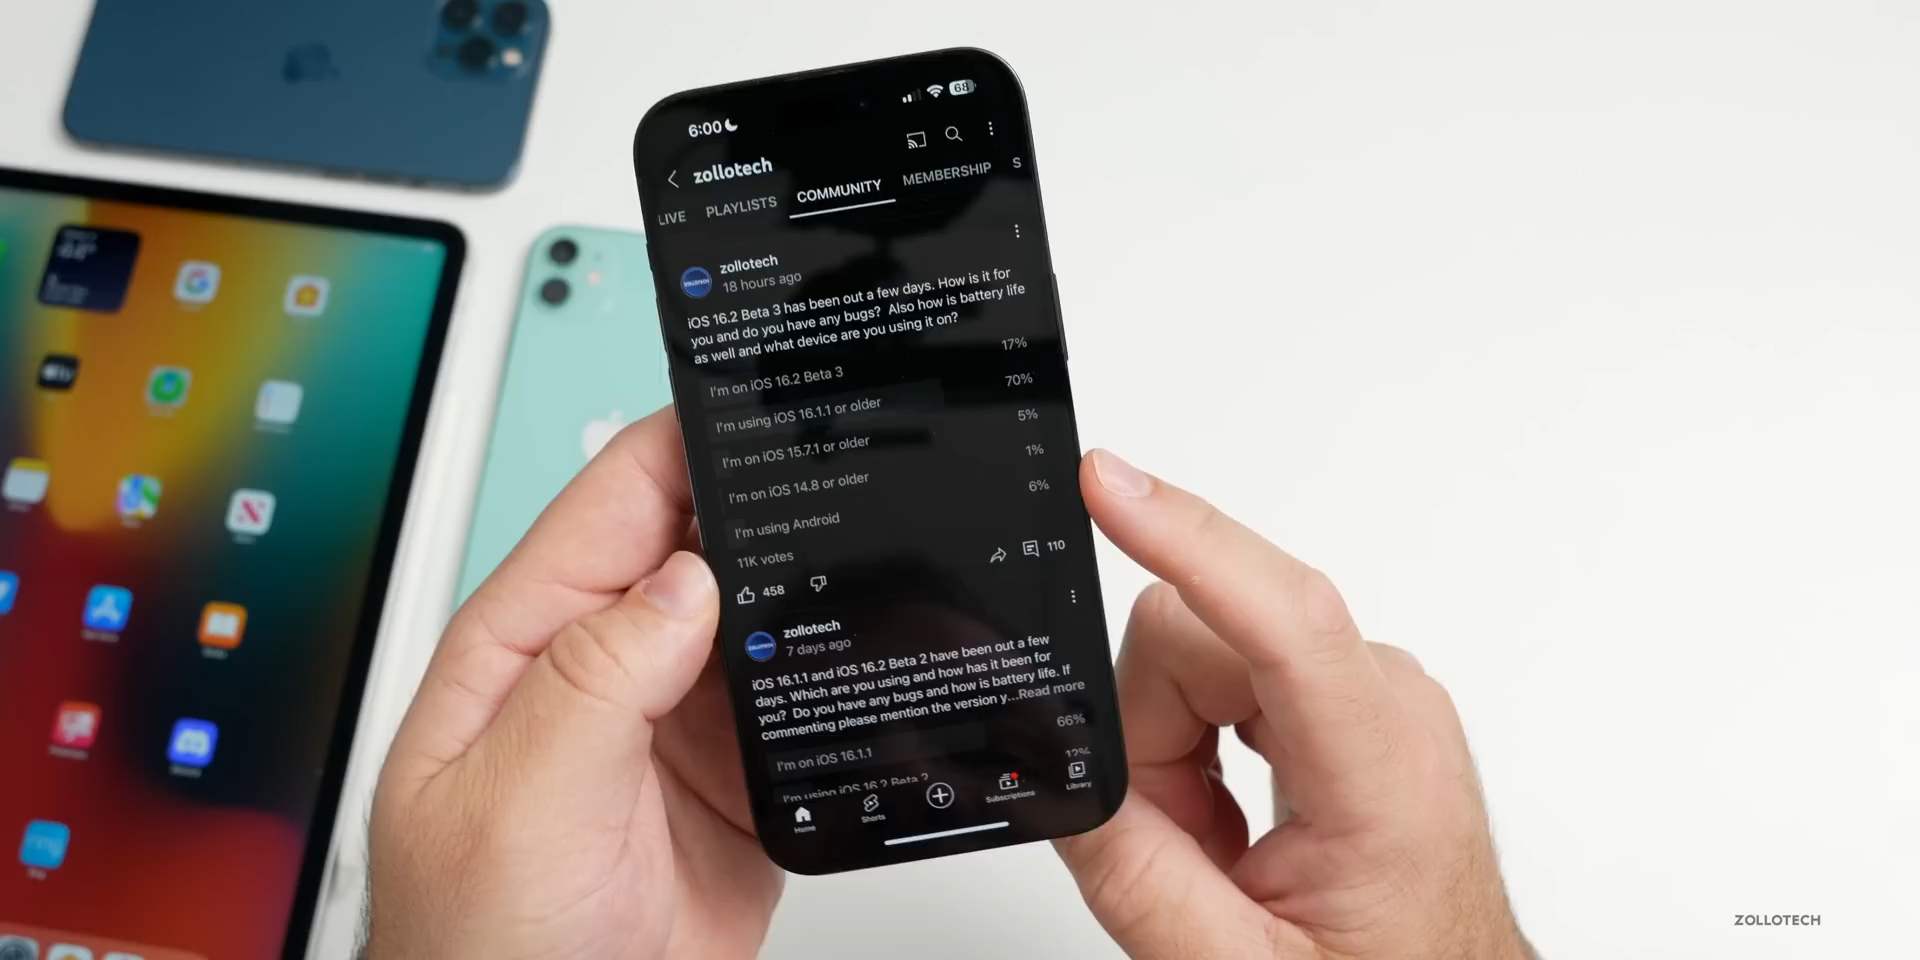 6:00
68
zollotech
LIVE PLAYLISTS COMMUNITY MEMBERSHIP S
zollotech
18 hours ago
iOS 16.2 Beta 3 has been out a few days. How is it for
you and do you have any bugs?  Also how is battery life
as well and what device are you using it on?
I'm on iOS 16.2 Beta 3 17%
I'm using iOS 16.1.1 or older 70%
I'm on iOS 15.7.1 or older 5%
I'm on iOS 14.8 or older 1%
I'm using Android 6%
11K votes
458
110
zollotech
7 days ago
iOS 16.1.1 and iOS 16.2 Beta 2 have been out a few
days. Which are you using and how has it been for
you?  Do you have any bugs and how is battery life. If
commenting please mention the version y...Read more
I'm on iOS 16.1.1 66%
I'm using iOS 16.2 Beta 2 12%
Home Shorts Subscriptions Library
ZOLLOTECH